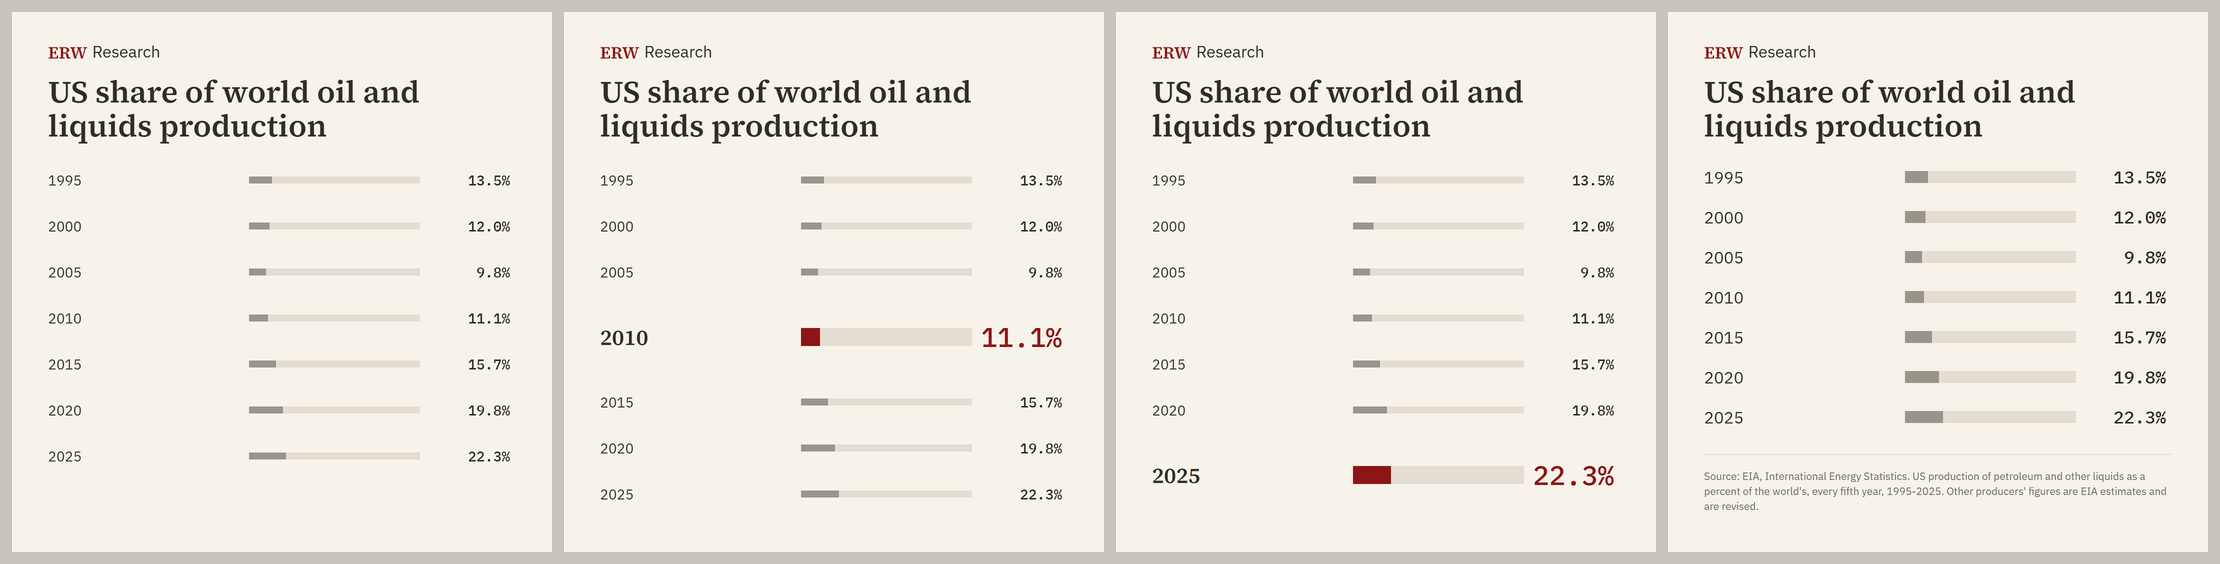 ERW Research
US share of world oil and
liquids production
1995 13.5%
2000 12.0%
2005 9.8%
2010 11.1%
2015 15.7%
2020 19.8%
2025 22.3%
ERW Research
US share of world oil and
liquids production
1995 13.5%
2000 12.0%
2005 9.8%
2010 11.1%
2015 15.7%
2020 19.8%
2025 22.3%
ERW Research
US share of world oil and
liquids production
1995 13.5%
2000 12.0%
2005 9.8%
2010 11.1%
2015 15.7%
2020 19.8%
2025 22.3%
ERW Research
US share of world oil and
liquids production
1995 13.5%
2000 12.0%
2005 9.8%
2010 11.1%
2015 15.7%
2020 19.8%
2025 22.3%
Source: EIA, International Energy Statistics. US production of petroleum and other liquids as a
percent of the world's, every fifth year, 1995-2025. Other producers' figures are EIA estimates and
are revised.